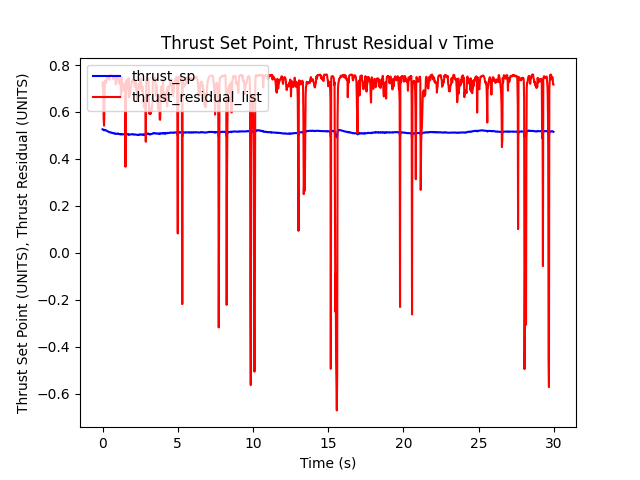 Thrust Set Point, Thrust Residual v Time
thrust_sp
thrust_residual_list
Thrust Set Point (UNITS), Thrust Residual (UNITS)
0.8
0.6
0.4
0.2
0.0
−0.2
−0.4
−0.6
0 5 10 15 20 25 30
Time (s)